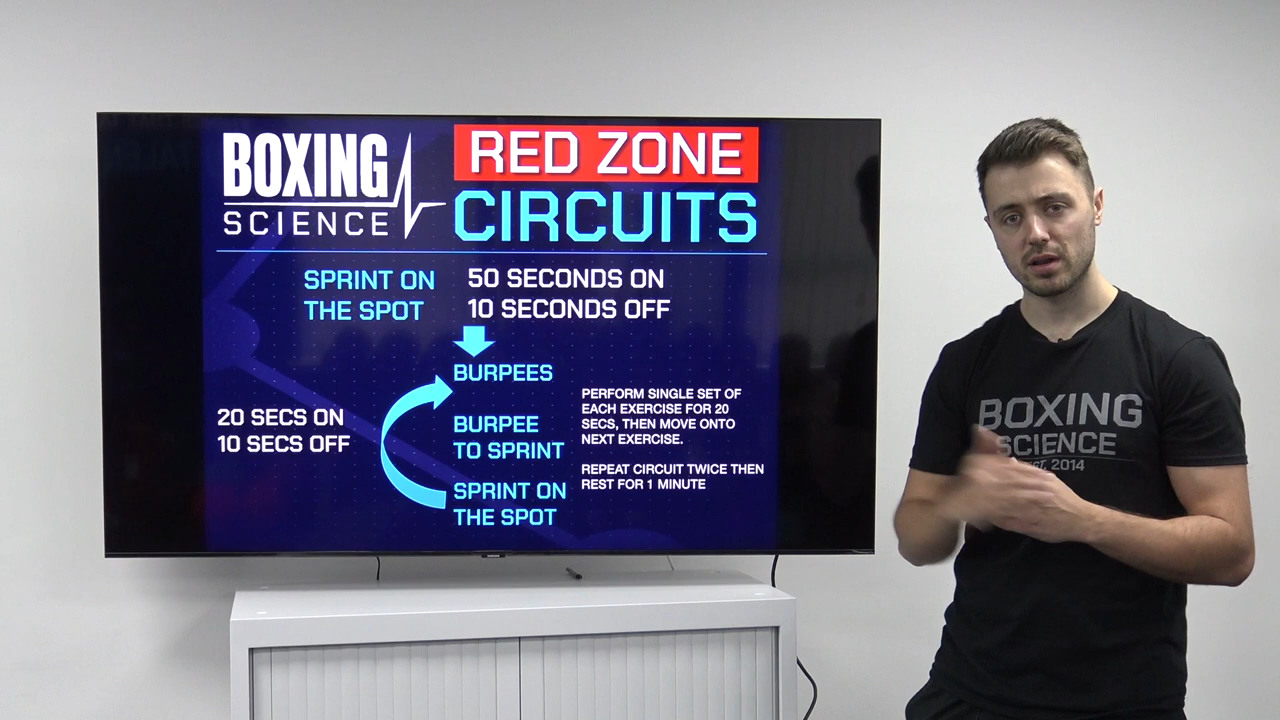 BOXING
SCIENCE
RED ZONE
CIRCUITS
SPRINT ON
THE SPOT
50 SECONDS ON
10 SECONDS OFF
BURPEES
20 SECS ON
10 SECS OFF
BURPEE
TO SPRINT
SPRINT ON
THE SPOT
PERFORM SINGLE SET OF
EACH EXERCISE FOR 20
SECS, THEN MOVE ONTO
NEXT EXERCISE.
REPEAT CIRCUIT TWICE THEN
REST FOR 1 MINUTE
BOXING
SCIENCE
2014